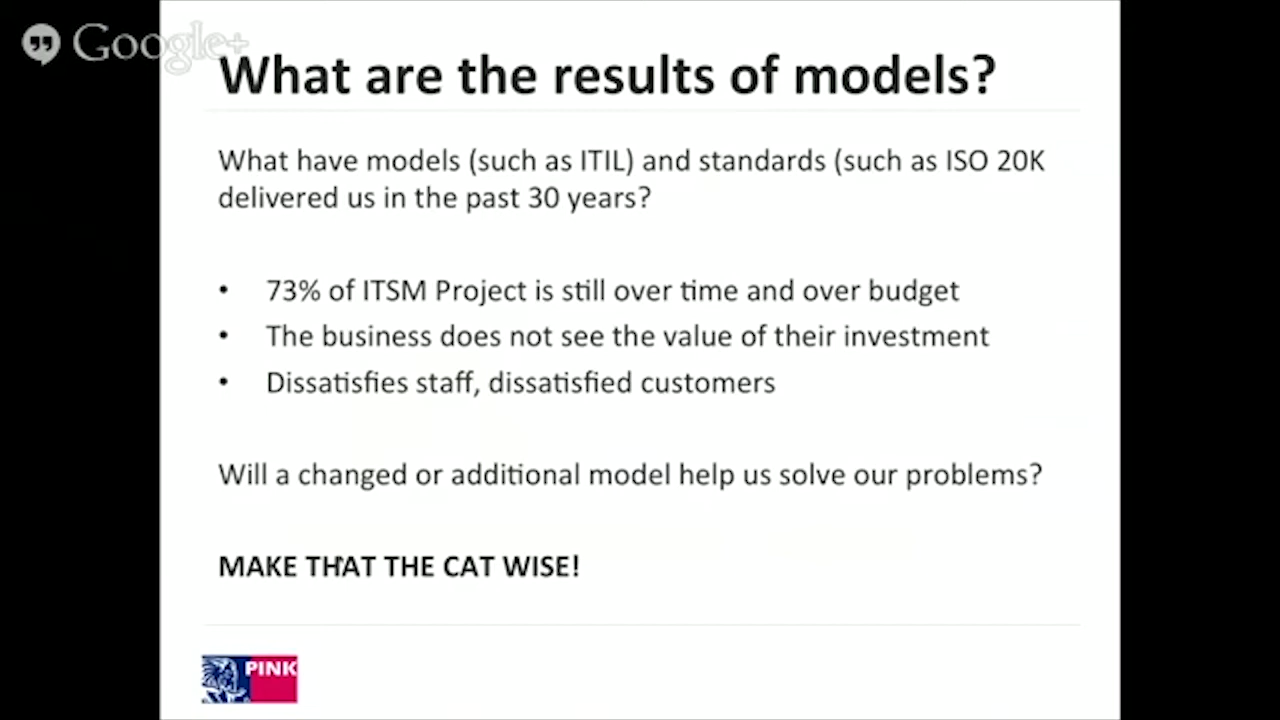 Google+
What are the results of models?
What have models (such as ITIL) and standards (such as ISO 20K
delivered us in the past 30 years?
• 73% of ITSM Project is still over time and over budget
• The business does not see the value of their investment
• Dissatisfies staff, dissatisfied customers
Will a changed or additional model help us solve our problems?
MAKE THAT THE CAT WISE!
PINK